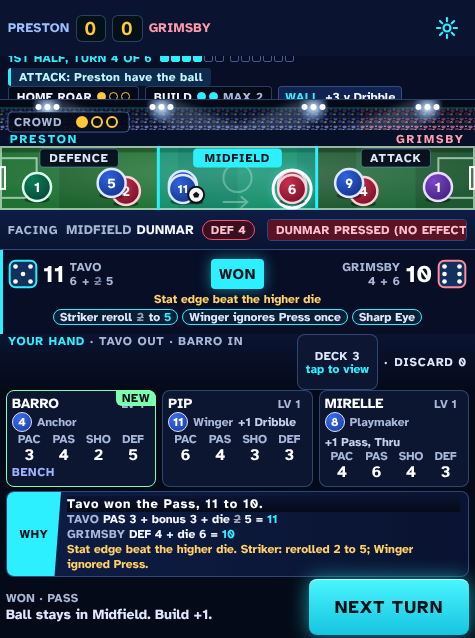 PRESTON 0 0 GRIMSBY
1ST HALF, TURN 4 OF 6
ATTACK: Preston have the ball
HOME ROAR BUILD MAX 2 WALL +3 v Dribble
CROWD
PRESTON GRIMSBY
DEFENCE MIDFIELD ATTACK
1 5 2 11 6 9 4 1
FACING MIDFIELD DUNMAR DEF 4 DUNMAR PRESSED (NO EFFECT
11 TAVO 6 + 2 5 WON GRIMSBY 4 + 6 10
Stat edge beat the higher die
Striker reroll 2 to 5 Winger ignores Press once Sharp Eye
YOUR HAND · TAVO OUT · BARRO IN
DECK 3
tap to view
· DISCARD 0
BARRO NEW PIP LV 1 MIRELLE LV 1
4 Anchor 11 Winger +1 Dribble 8 Playmaker
+1 Pass, Thru
PAC PAS SHO DEF PAC PAS SHO DEF PAC PAS SHO DEF
3 4 2 5 6 4 3 3 4 6 4 3
BENCH
WHY
Tavo won the Pass, 11 to 10.
TAVO PAS 3 + bonus 3 + die 2 5 = 11
GRIMSBY DEF 4 + die 6 = 10
Stat edge beat the higher die. Striker: rerolled 2 to 5; Winger
ignored Press.
WON · PASS
Ball stays in Midfield. Build +1.
NEXT TURN